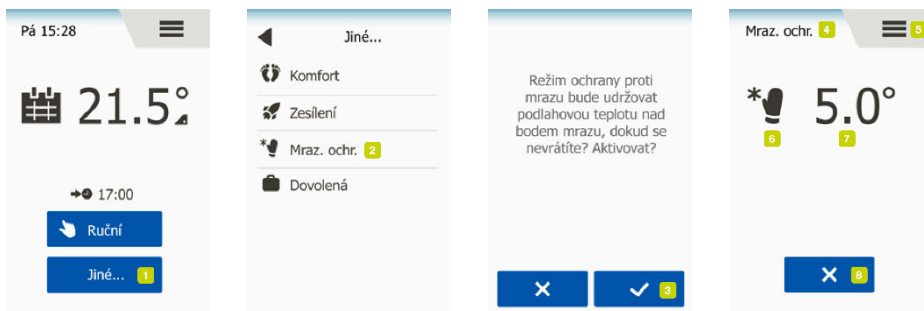 Pá 15:28
21.5°
17:00
Ruční
Jiné... 1
Jiné...
Komfort
Zesílení
Mraz. ochr. 2
Dovolená
Režim ochrany proti
mrazu bude udržovat
podlahovou teplotu nad
bodem mrazu, dokud se
nevrátíte? Aktivovat?
3
Mraz. ochr. 4
5
5.0°
6
7
8